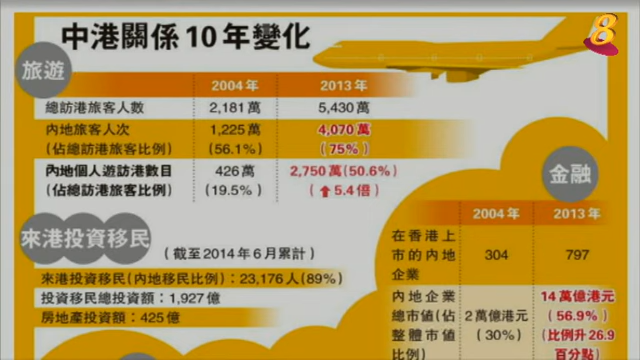 8
中港關係10年變化
旅遊
2004年 2013年
總訪港旅客人數 2,181萬 5,430萬
內地旅客人次 1,225萬 4,070萬
(佔總訪港旅客比例) (56.1%) (75%)
內地個人遊訪港數目 426萬 2,750萬(50.6%)
(佔總訪港旅客比例) (19.5%) (⬆5.4倍)
來港投資移民 (截至2014年6月累計)
來港投資移民(內地移民比例):23,176人(89%)
投資移民總投資額:1,927億
房地產投資額:425億
金融
2004年 2013年
在香港上
市的內地 304 797
企業
內地企業 14萬億港元
總市值(佔 2萬億港元 (56.9%)
整體市值 (30%) (比例升26.9
比例) 百分點)